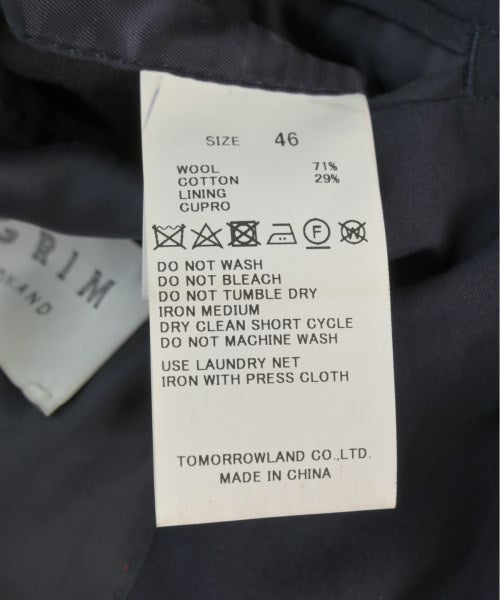 SIZE 46
WOOL 71%
COTTON 29%
LINING
CUPRO
DO NOT WASH
DO NOT BLEACH
DO NOT TUMBLE DRY
IRON MEDIUM
DRY CLEAN SHORT CYCLE
DO NOT MACHINE WASH
USE LAUNDRY NET
IRON WITH PRESS CLOTH
TOMORROWLAND CO.,LTD.
MADE IN CHINA
RIM